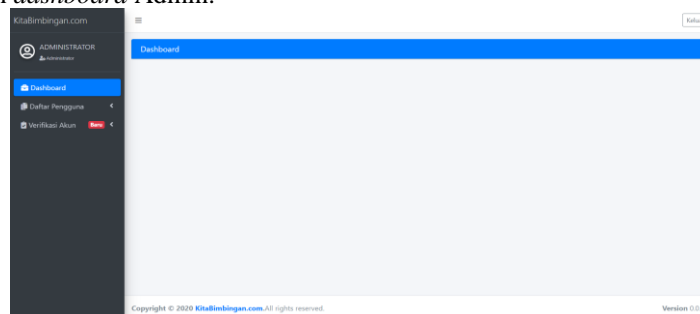 dashboard Admin.
KitaBimbingan.com
ADMINISTRATOR
Administrator
Dashboard
Daftar Pengguna
Verifikasi Akun Baru
Dashboard
Copyright © 2020 KitaBimbingan.com. All rights reserved.
Version 0.0